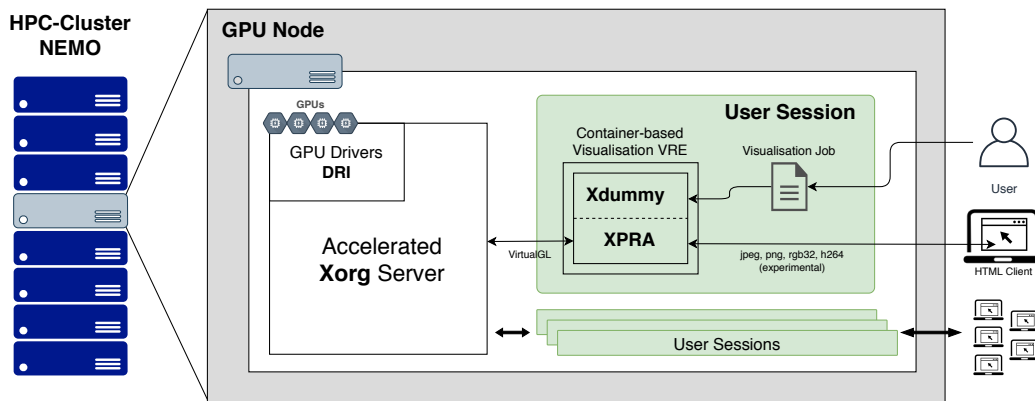 HPC-Cluster
NEMO
GPU Node
GPUs
GPU Drivers
DRI
Accelerated
Xorg Server
User Session
Container-based
Visualisation VRE
Xdummy
XPRA
Visualisation Job
VirtualGL
jpeg, png, rgb32, h264
(experimental)
User
HTML Client
User Sessions